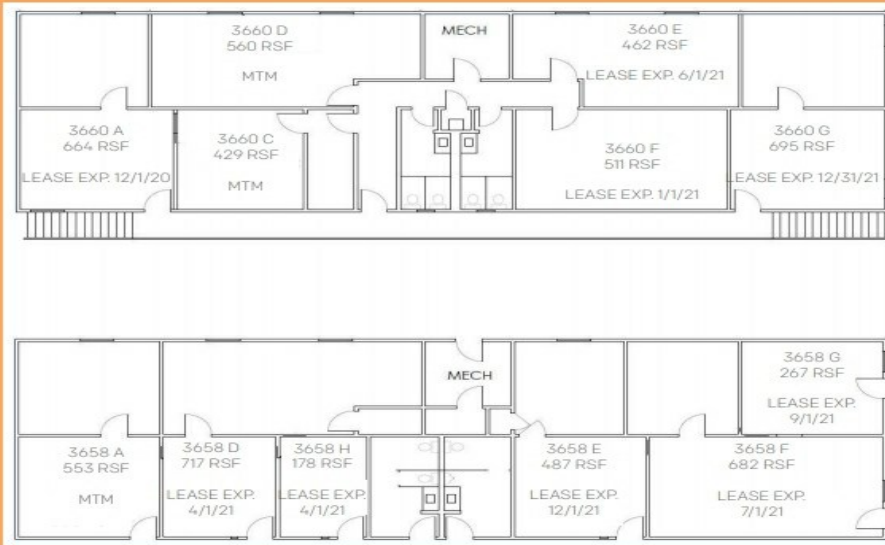 3660 D
560 RSF
MTM
MECH
3660 E
462 RSF
LEASE EXP. 6/1/21
3660 A
664 RSF
LEASE EXP. 12/1/20
3660 C
429 RSF
MTM
3660 F
511 RSF
LEASE EXP. 1/1/21
3660 G
695 RSF
LEASE EXP. 12/31/21
MECH
3658 G
267 RSF
LEASE EXP.
9/1/21
3658 A
553 RSF
MTM
3658 D
717 RSF
LEASE EXP.
4/1/21
3658 H
178 RSF
LEASE EXP.
4/1/21
3658 E
487 RSF
LEASE EXP.
12/1/21
3658 F
682 RSF
LEASE EXP.
7/1/21